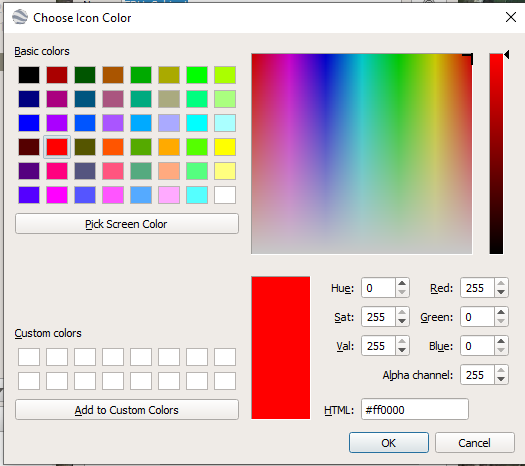 Choose Icon Color
Basic colors
Pick Screen Color
Custom colors
Add to Custom Colors
Hue: 0 Red: 255
Sat: 255 Green: 0
Val: 255 Blue: 0
Alpha channel: 255
HTML: #ff0000
OK Cancel